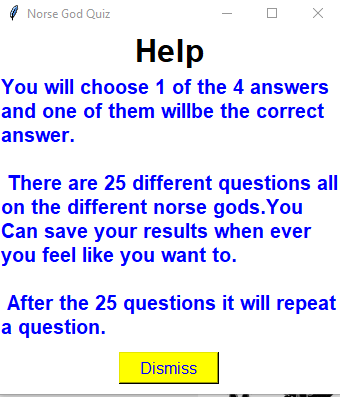 Norse God Quiz
Help
You will choose 1 of the 4 answers
and one of them willbe the correct
answer.
There are 25 different questions all
on the different norse gods.You
Can save your results when ever
you feel like you want to.
After the 25 questions it will repeat
a question.
Dismiss